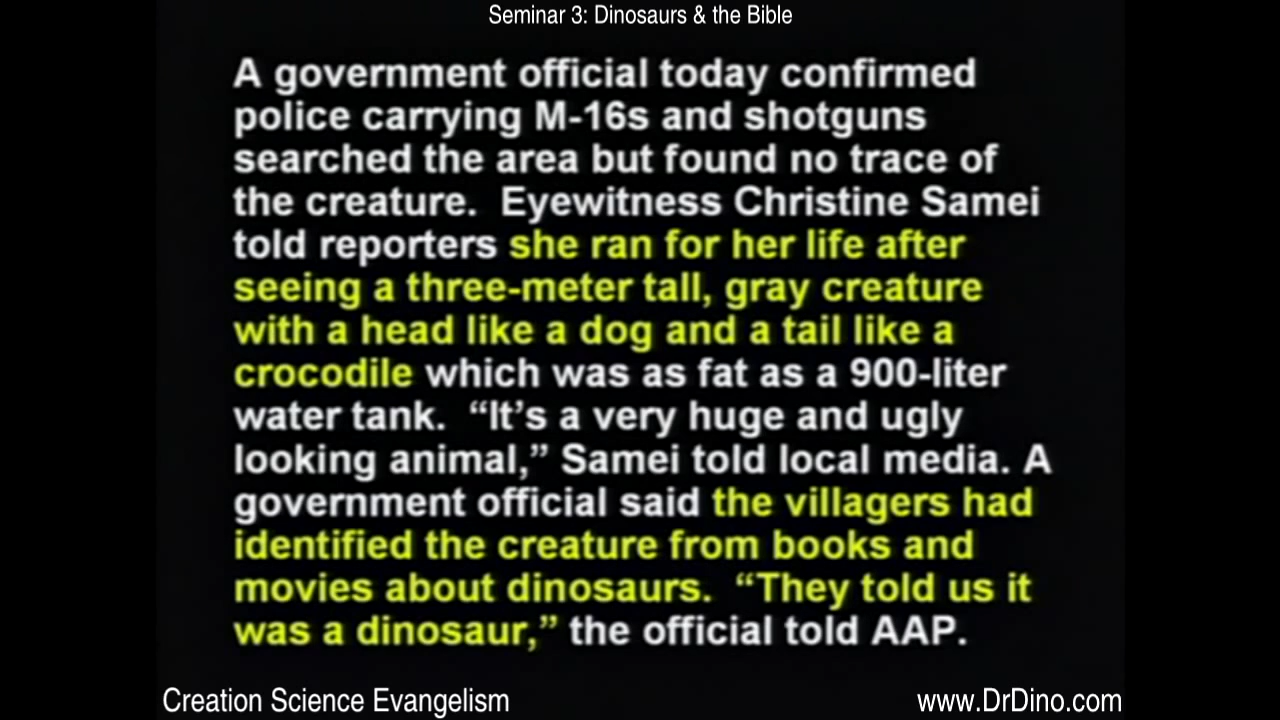 Seminar 3: Dinosaurs & the Bible
A government official today confirmed
police carrying M-16s and shotguns
searched the area but found no trace of
the creature.  Eyewitness Christine Samei
told reporters she ran for her life after
seeing a three-meter tall, gray creature
with a head like a dog and a tail like a
crocodile which was as fat as a 900-liter
water tank.  “It’s a very huge and ugly
looking animal,” Samei told local media. A
government official said the villagers had
identified the creature from books and
movies about dinosaurs.  “They told us it
was a dinosaur,” the official told AAP.
Creation Science Evangelism
www.DrDino.com